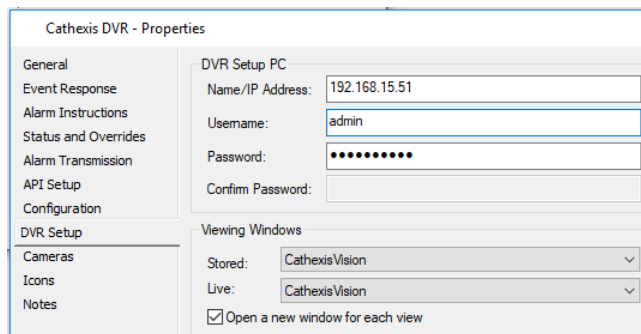 Cathexis DVR - Properties
General
Event Response
Alarm Instructions
Status and Overrides
Alarm Transmission
API Setup
Configuration
DVR Setup
Cameras
Icons
Notes
DVR Setup PC
Name/IP Address: 192.168.15.51
Username: admin
Password: ●●●●●●●●●●
Confirm Password:
Viewing Windows
Stored: CathexisVision
Live: CathexisVision
Open a new window for each view